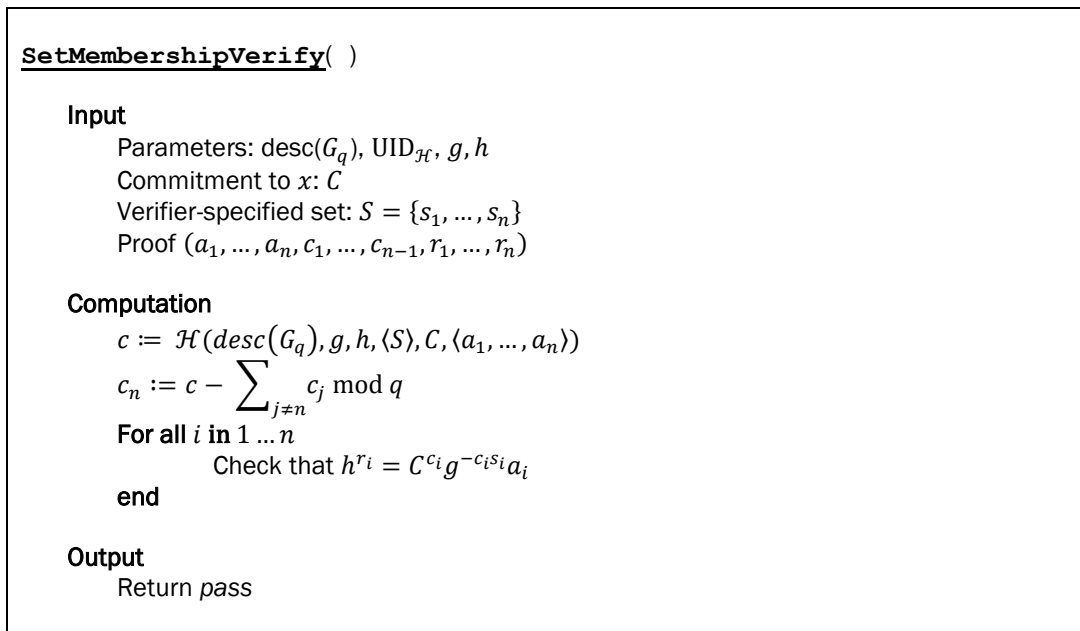 SetMembershipVerify( )
Input
Parameters: desc(G_q), UID_ℋ, g, h
Commitment to x: C
Verifier-specified set: S = {s_1, … , s_n}
Proof (a_1, … , a_n, c_1, … , c_{n−1}, r_1, … , r_n)
Computation
c ≔ ℋ(desc(G_q), g, h, ⟨S⟩, C, ⟨a_1, … , a_n⟩)
c_n ≔ c − ∑_{j≠n} c_j mod q
For all i in 1 … n
Check that h^{r_i} = C^{c_i} g^{−c_i s_i} a_i
end
Output
Return pass